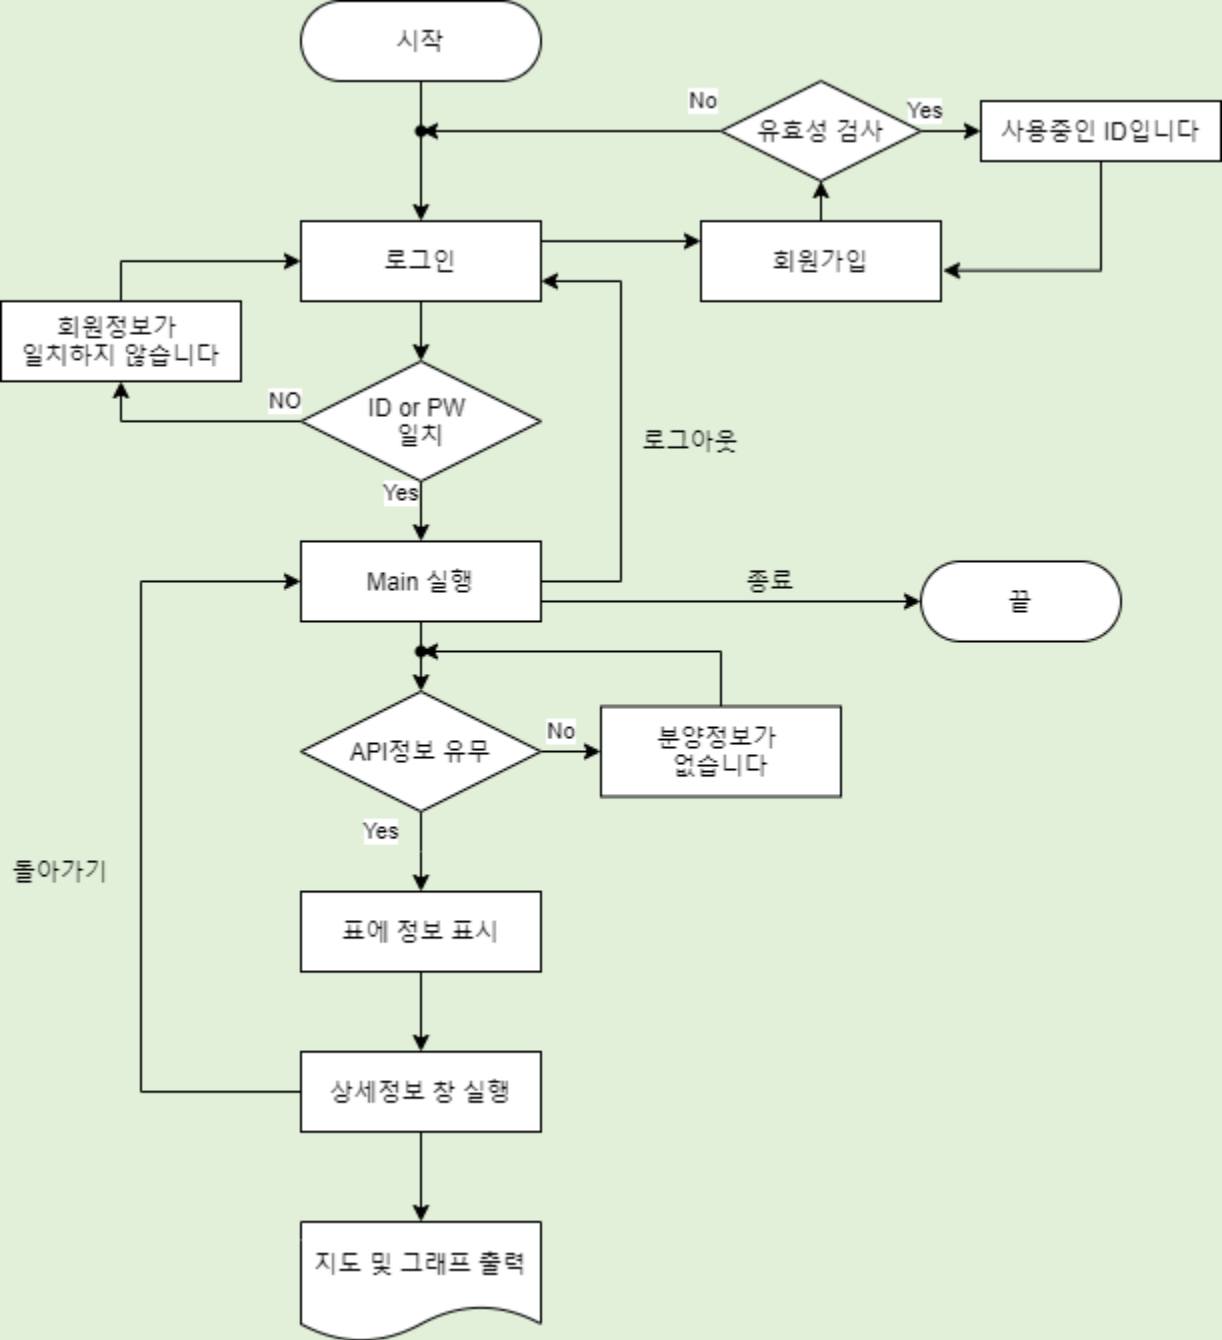 시작
No
유효성 검사
Yes
사용중인 ID입니다
로그인
회원가입
회원정보가
일치하지 않습니다
NO
ID or PW
일치
로그아웃
Yes
Main 실행
종료
끝
API정보 유무
No
분양정보가
없습니다
Yes
돌아가기
표에 정보 표시
상세정보 창 실행
지도 및 그래프 출력